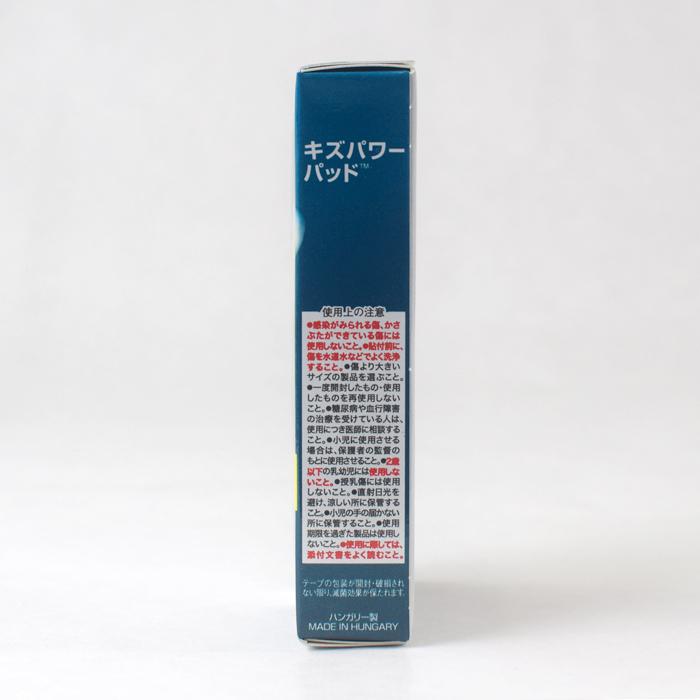 キズパワー
パッド™
使用上の注意
●感染がみられる傷、かさ
ぶたができている傷には
使用しないこと。●貼付前に、
傷を水道水などでよく洗浄
すること。●傷より大きい
サイズの製品を選ぶこと。
●一度開封したもの・使用
したものを再使用しない
こと。●糖尿病や血行障害
の治療を受けている人は、
使用につき医師に相談する
こと。●小児に使用させる
場合は、保護者の監督の
もとに使用させること。●2歳
以下の乳幼児には使用しな
いこと。●授乳傷には使用
しないこと。●直射日光を
避け、涼しい所に保管する
こと。●小児の手の届かない
所に保管すること。●使用
期限を過ぎた製品は使用し
ないこと。●使用に際しては、
添付文書をよく読むこと。
テープの包装が開封・破損され
ない限り、滅菌効果が保たれます。
ハンガリー製
MADE IN HUNGARY